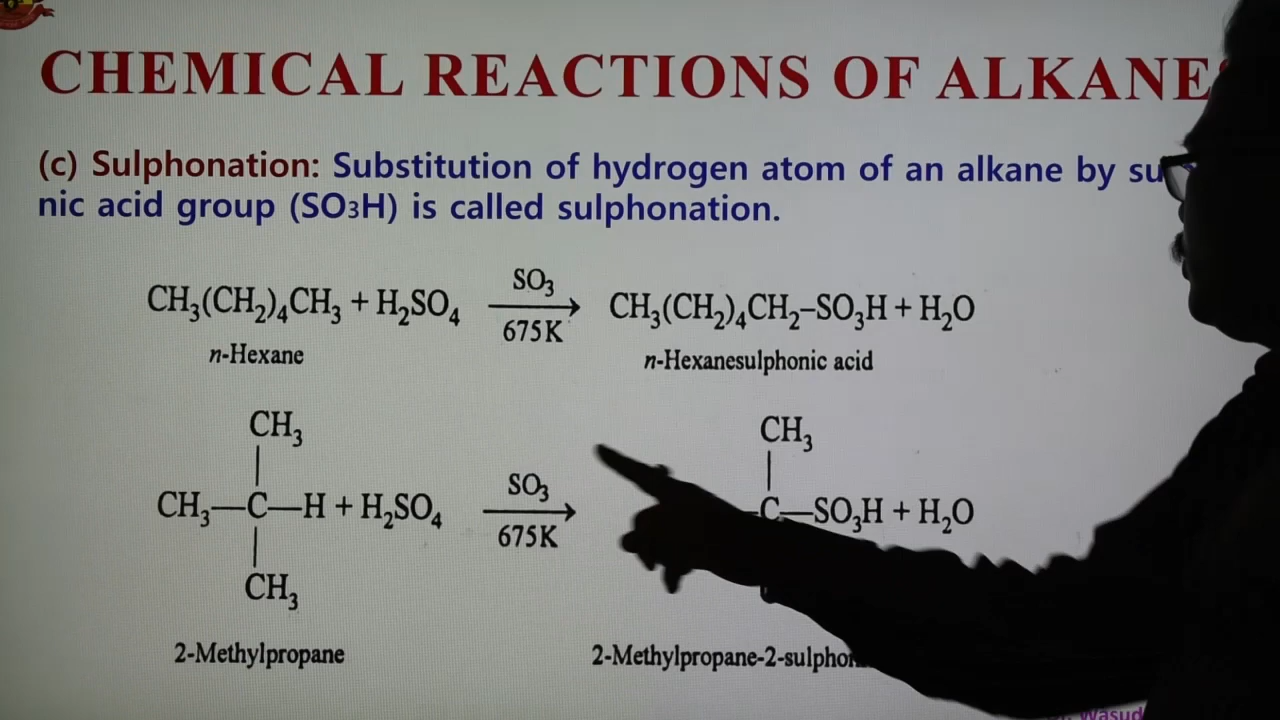 CHEMICAL REACTIONS OF ALKANE
(c) Sulphonation: Substitution of hydrogen atom of an alkane by su
nic acid group (SO3H) is called sulphonation.
SO₃
CH₃(CH₂)₄CH₃ + H₂SO₄ ⟶ CH₃(CH₂)₄CH₂–SO₃H + H₂O
675K
n-Hexane n-Hexanesulphonic acid
CH₃ CH₃
| |
SO₃
CH₃—C—H + H₂SO₄ ⟶ C—SO₃H + H₂O
675K
|
CH₃
2-Methylpropane 2-Methylpropane-2-sulpho
Wasud